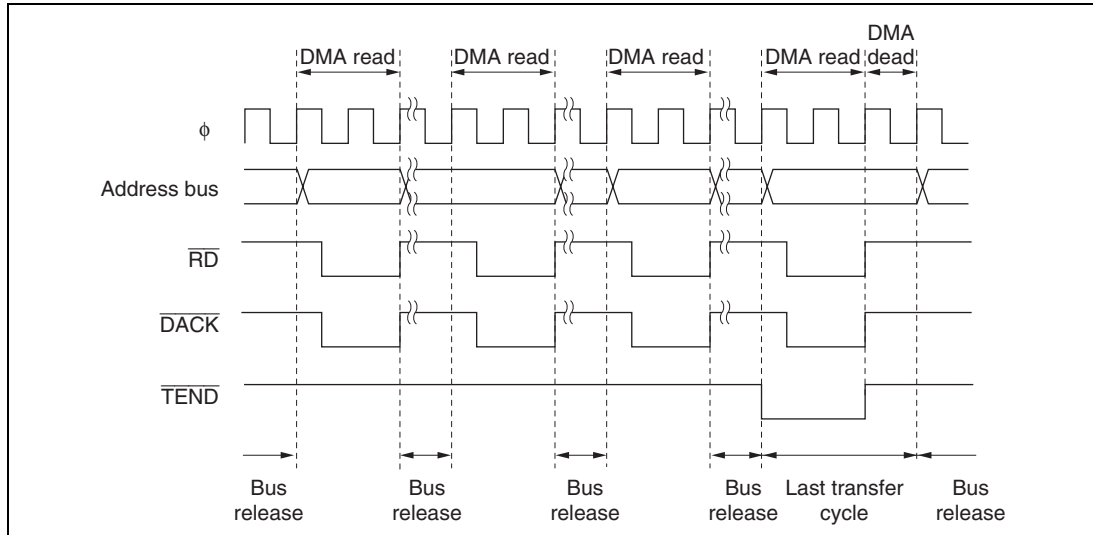 DMA
dead
DMA read DMA read DMA read DMA read
ϕ
Address bus
RD
DACK
TEND
Bus release
Bus release
Bus release
Bus release
Last transfer cycle
Bus release